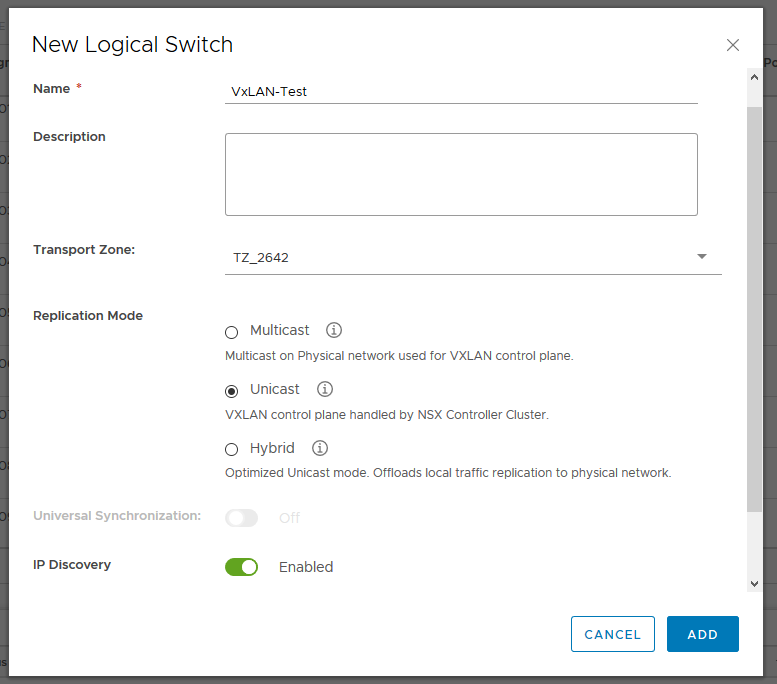 New Logical Switch
Name *
VxLAN-Test
Description
Transport Zone:
TZ_2642
Replication Mode
Multicast
Multicast on Physical network used for VXLAN control plane.
Unicast
VXLAN control plane handled by NSX Controller Cluster.
Hybrid
Optimized Unicast mode. Offloads local traffic replication to physical network.
Universal Synchronization:
Off
IP Discovery
Enabled
CANCEL
ADD